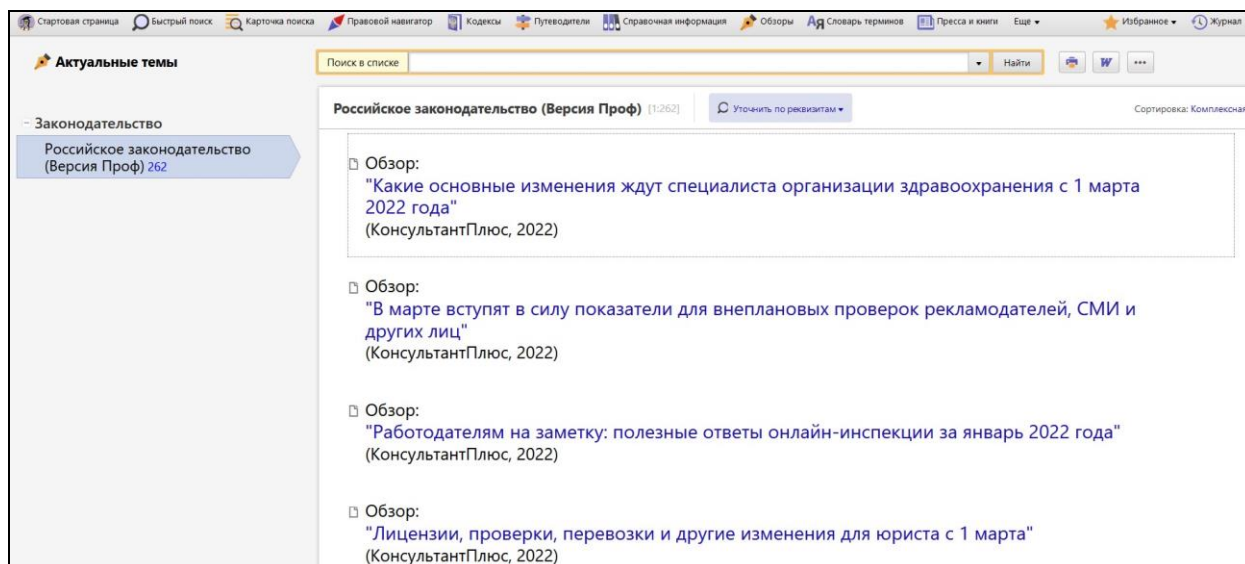 Стартовая страница Быстрый поиск Карточка поиска Правовой навигатор Кодексы Путеводители Справочная информация Обзоры Словарь терминов Пресса и книги Еще Избранное Журнал
Актуальные темы
Поиск в списке Найти
Законодательство
Российское законодательство
(Версия Проф) 262
Российское законодательство (Версия Проф) [1:262] Уточнить по реквизитам Сортировка: Комплексная
Обзор:
"Какие основные изменения ждут специалиста организации здравоохранения с 1 марта
2022 года"
(КонсультантПлюс, 2022)
Обзор:
"В марте вступят в силу показатели для внеплановых проверок рекламодателей, СМИ и
других лиц"
(КонсультантПлюс, 2022)
Обзор:
"Работодателям на заметку: полезные ответы онлайн-инспекции за январь 2022 года"
(КонсультантПлюс, 2022)
Обзор:
"Лицензии, проверки, перевозки и другие изменения для юриста с 1 марта"
(КонсультантПлюс, 2022)